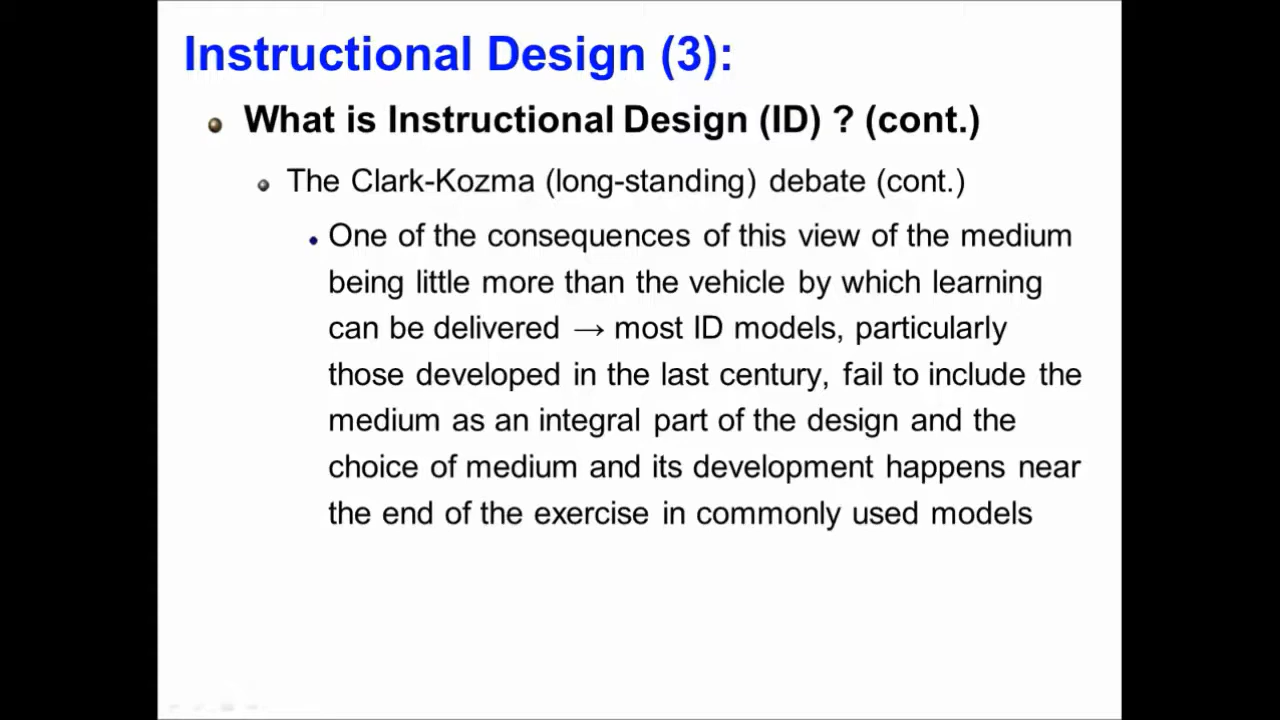 Instructional Design (3):
What is Instructional Design (ID) ? (cont.)
The Clark-Kozma (long-standing) debate (cont.)
One of the consequences of this view of the medium
being little more than the vehicle by which learning
can be delivered → most ID models, particularly
those developed in the last century, fail to include the
medium as an integral part of the design and the
choice of medium and its development happens near
the end of the exercise in commonly used models